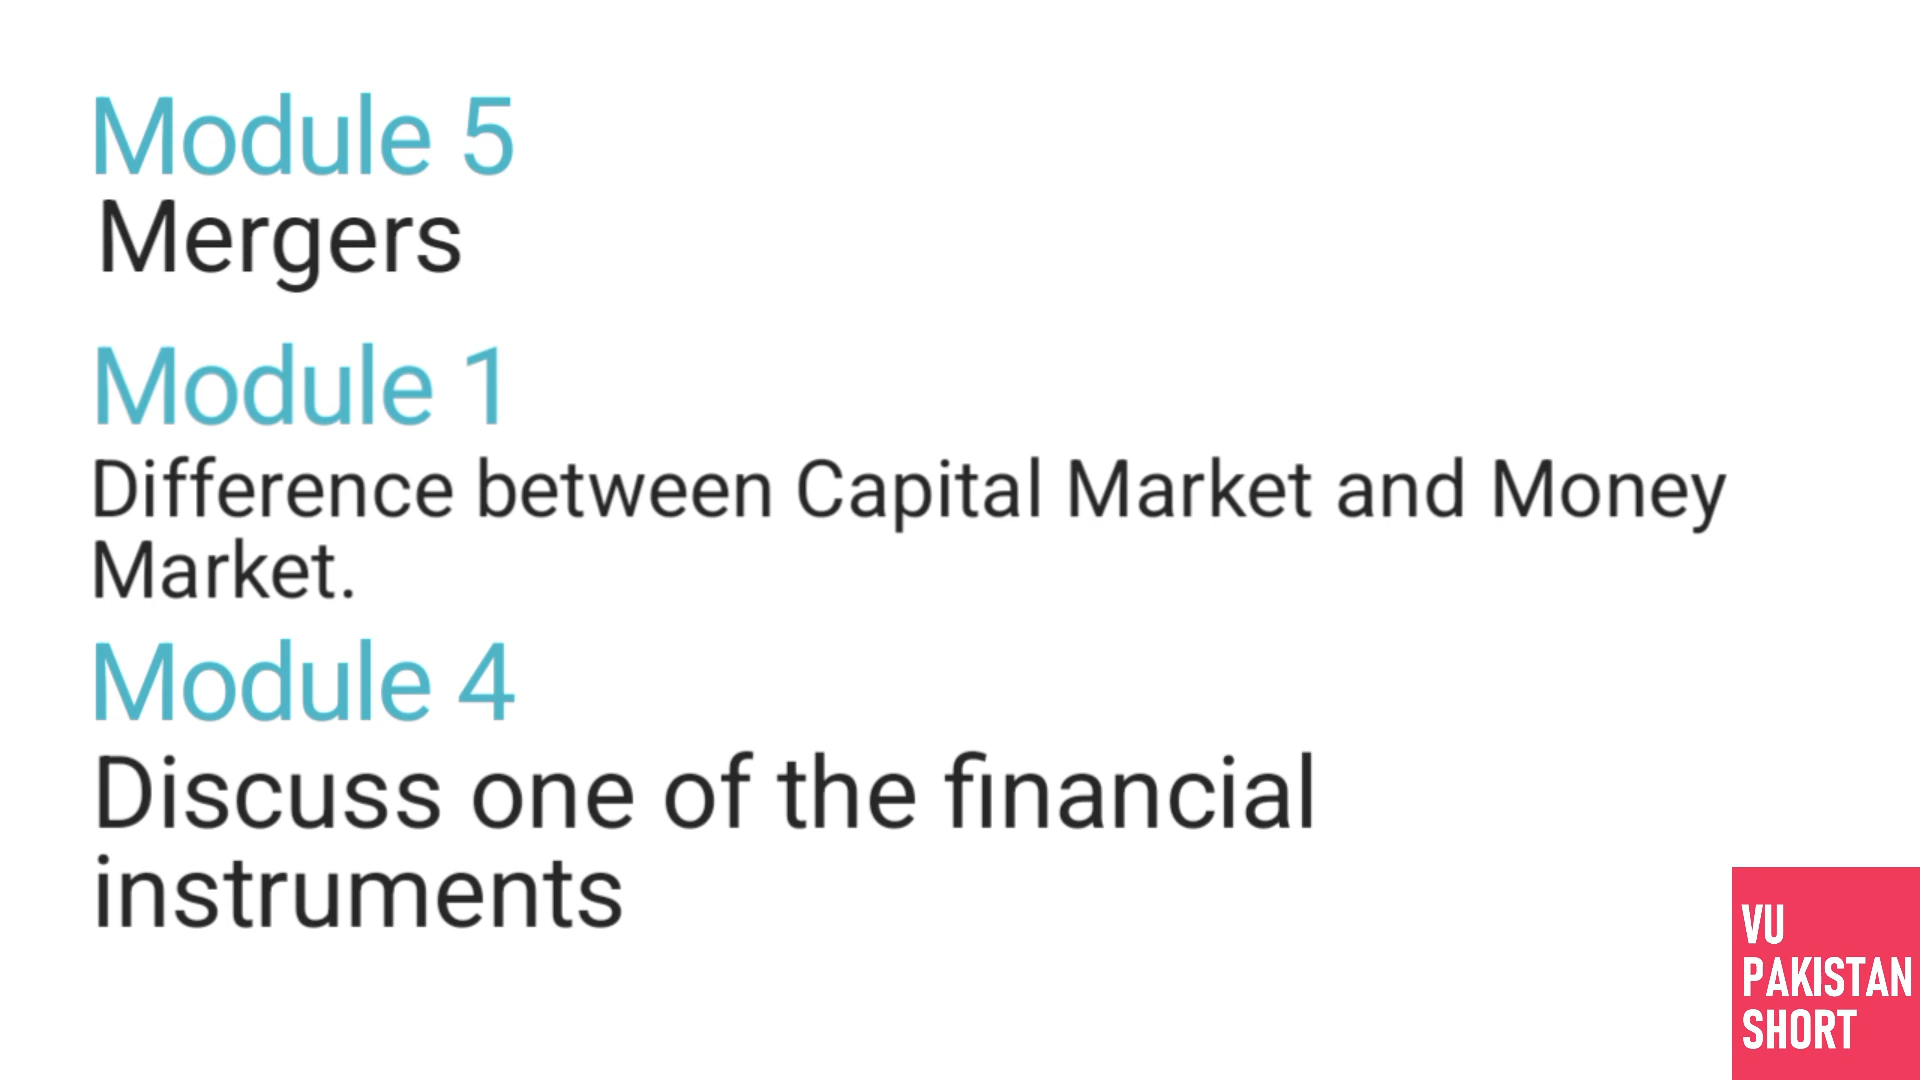 Module 5
Mergers
Module 1
Difference between Capital Market and Money
Market.
Module 4
Discuss one of the financial
instruments
VU
PAKISTAN
SHORT